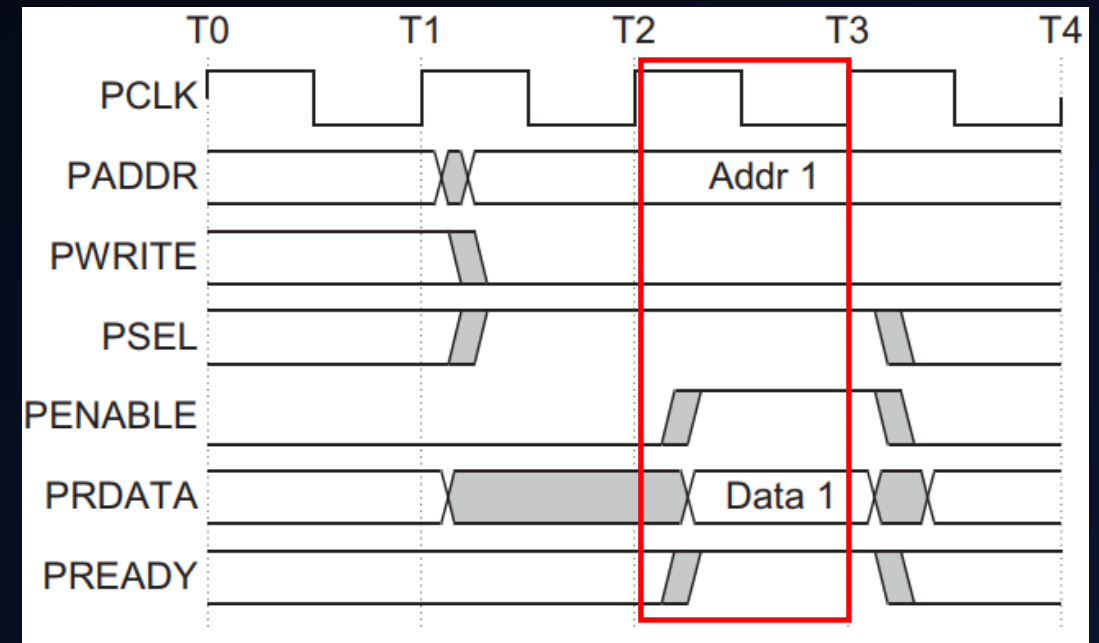 T0 T1 T2 T3 T4
PCLK
PADDR Addr 1
PWRITE
PSEL
PENABLE
PRDATA Data 1
PREADY